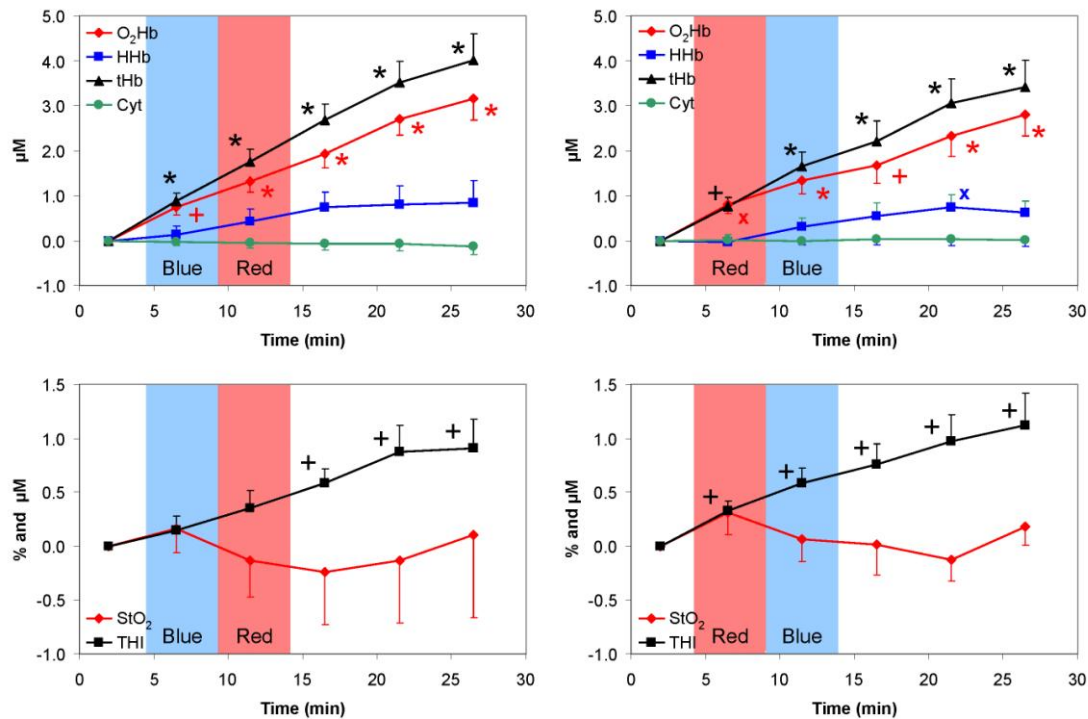 5.0
4.0
3.0
2.0
1.0
0.0
-1.0
µM
O₂Hb
HHb
tHb
Cyt
*
*
*
*
*
*
+
*
*
*
*
Blue
Red
0 5 10 15 20 25 30
Time (min)
5.0
4.0
3.0
2.0
1.0
0.0
-1.0
µM
O₂Hb
HHb
tHb
Cyt
+
*
*
*
*
x
*
+
*
*
x
Red
Blue
0 5 10 15 20 25 30
Time (min)
1.5
1.0
0.5
0.0
-0.5
-1.0
% and µM
+
+
+
StO₂
THI
Blue
Red
0 5 10 15 20 25 30
Time (min)
1.5
1.0
0.5
0.0
-0.5
-1.0
% and µM
+
+
+
+
+
StO₂
THI
Red
Blue
0 5 10 15 20 25 30
Time (min)